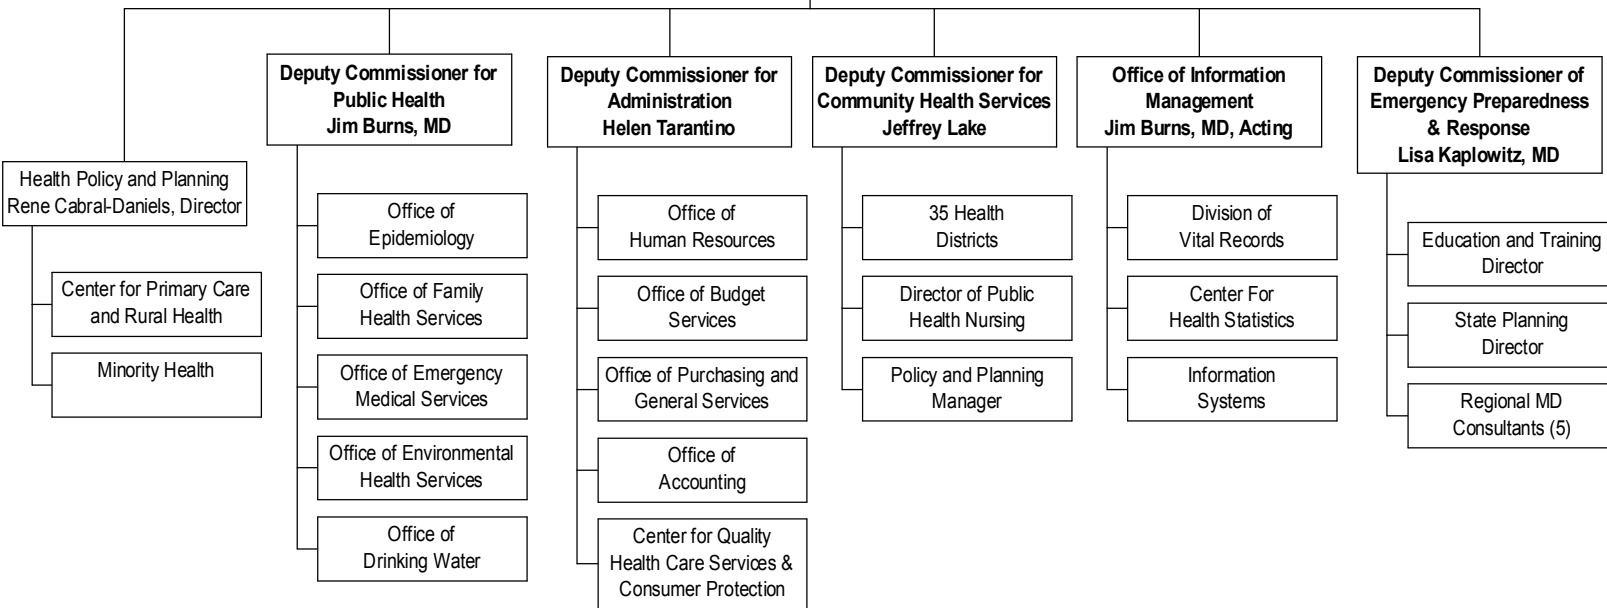 Health Policy and Planning
Rene Cabral-Daniels, Director
Center for Primary Care
and Rural Health
Minority Health
Deputy Commissioner for
Public Health
Jim Burns, MD
Office of
Epidemiology
Office of Family
Health Services
Office of Emergency
Medical Services
Office of Environmental
Health Services
Office of
Drinking Water
Deputy Commissioner for
Administration
Helen Tarantino
Office of
Human Resources
Office of Budget
Services
Office of Purchasing and
General Services
Office of
Accounting
Center for Quality
Health Care Services &
Consumer Protection
Deputy Commissioner for
Community Health Services
Jeffrey Lake
35 Health
Districts
Director of Public
Health Nursing
Policy and Planning
Manager
Office of Information
Management
Jim Burns, MD, Acting
Division of
Vital Records
Center For
Health Statistics
Information
Systems
Deputy Commissioner of
Emergency Preparedness
& Response
Lisa Kaplowitz, MD
Education and Training
Director
State Planning
Director
Regional MD
Consultants (5)